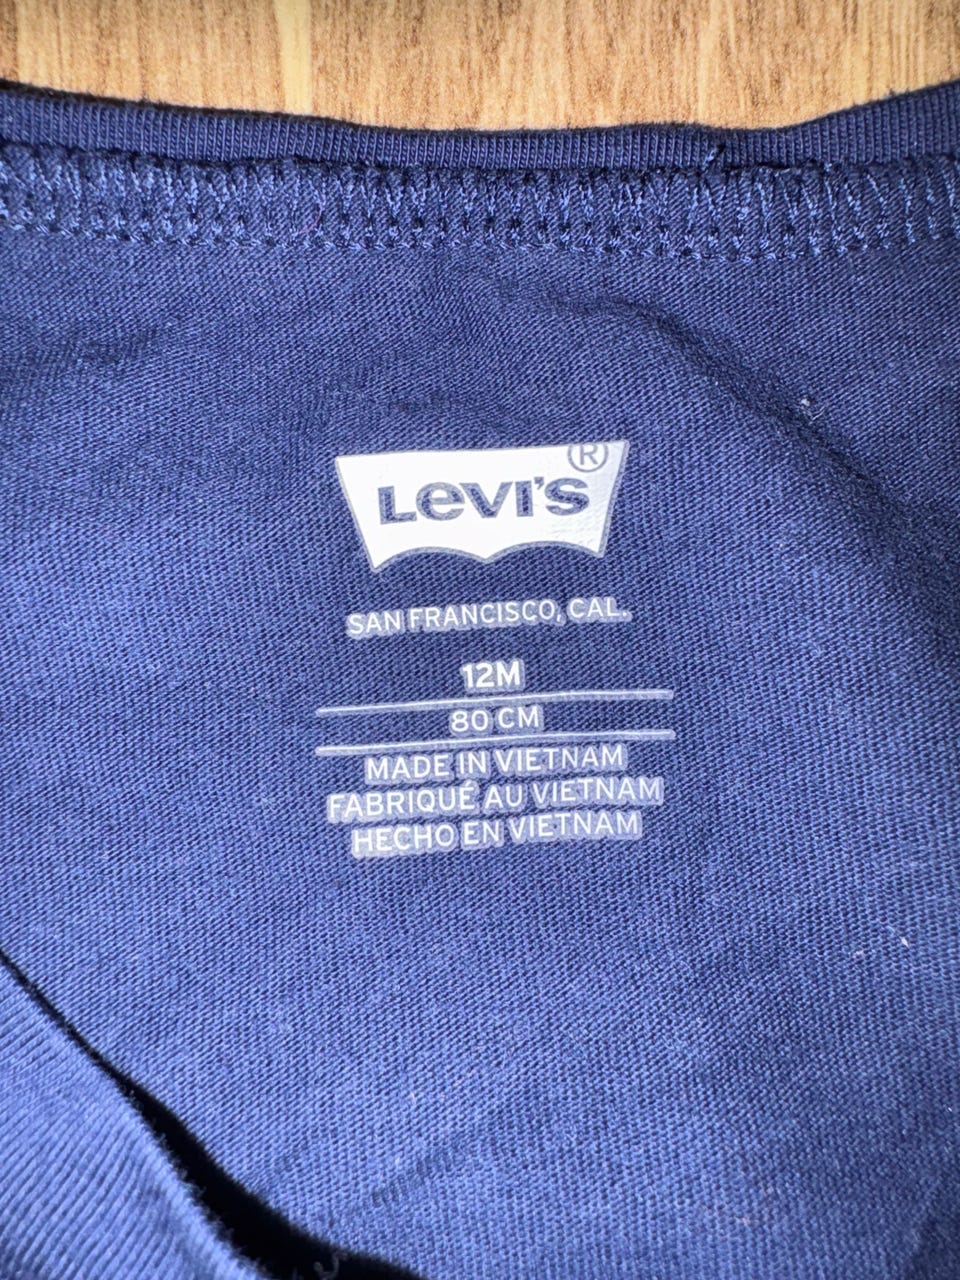 LEVI'S ®
SAN FRANCISCO, CAL.
12M
80 CM
MADE IN VIETNAM
FABRIQUÉ AU VIETNAM
HECHO EN VIETNAM